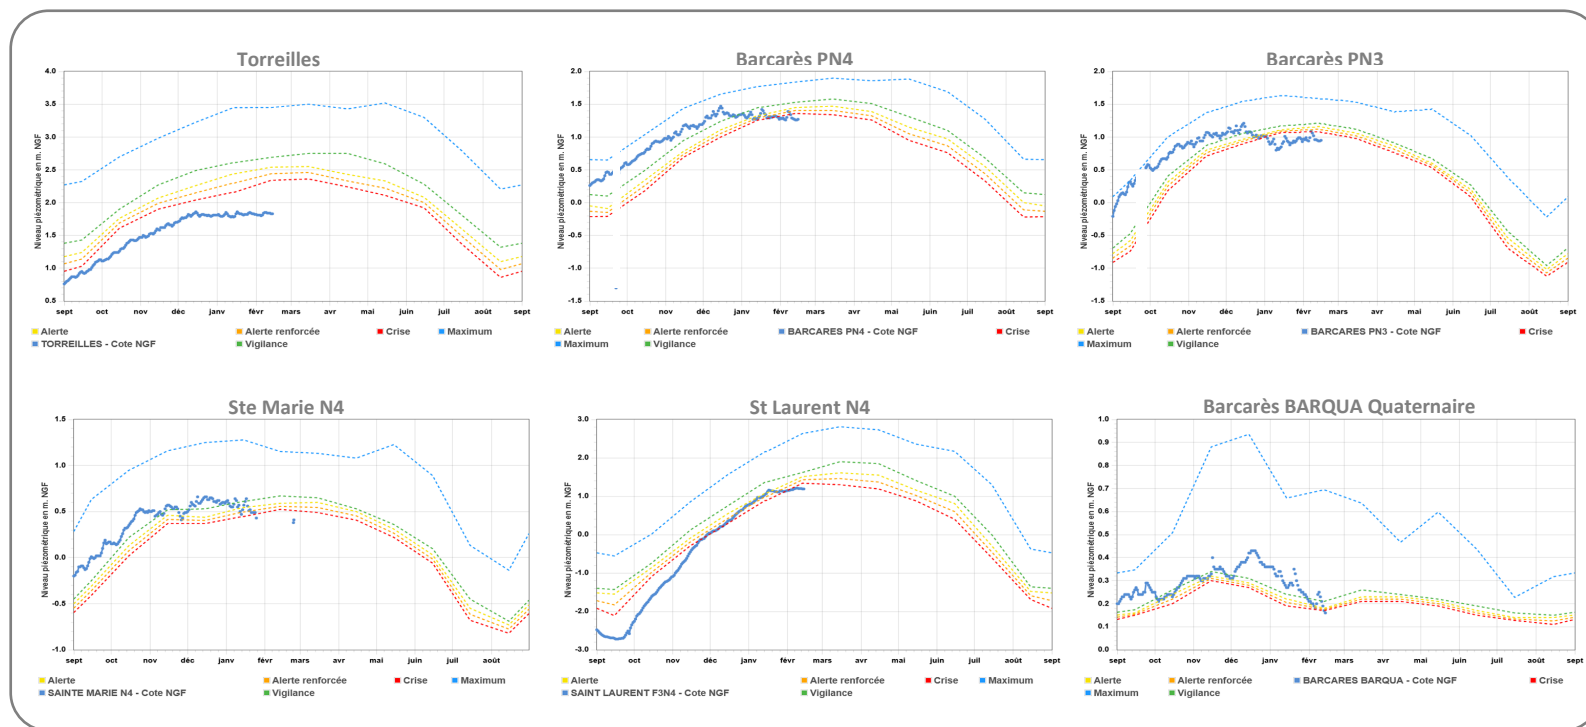 Torreilles
Barcarès PN4
Barcarès PN3
Niveau piézométrique en m. NGF
4.0
3.5
3.0
2.5
2.0
1.5
1.0
0.5
sept oct nov déc janv févr mars avr mai juin juil août sept
Alerte Alerte renforcée Crise Maximum
TORREILLES - Cote NGF Vigilance
Niveau piézométrique en m. NGF
2.0
1.5
1.0
0.5
0.0
-0.5
-1.0
-1.5
sept oct nov déc janv févr mars avr mai juin juil août sept
Alerte Alerte renforcée BARCARES PN4 - Cote NGF Crise
Maximum Vigilance
Niveau piézométrique en m. NGF
2.0
1.5
1.0
0.5
0.0
-0.5
-1.0
-1.5
sept oct nov déc janv févr mars avr mai juin juil août sept
Alerte Alerte renforcée BARCARES PN3 - Cote NGF Crise
Maximum Vigilance
Ste Marie N4
St Laurent N4
Barcarès BARQUA Quaternaire
Niveau piézométrique en m. NGF
1.5
1.0
0.5
0.0
-0.5
-1.0
sept oct nov déc janv févr mars avr mai juin juil août
Alerte Alerte renforcée Crise Maximum
SAINTE MARIE N4 - Cote NGF Vigilance
Niveau piézométrique en m. NGF
3.0
2.0
1.0
0.0
-1.0
-2.0
-3.0
sept oct nov déc janv févr mars avr mai juin juil août sept
Alerte Alerte renforcée Crise Maximum
SAINT LAURENT F3N4 - Cote NGF Vigilance
Niveau piézométrique en m. NGF
1.0
0.9
0.8
0.7
0.6
0.5
0.4
0.3
0.2
0.1
0.0
sept oct nov déc janv févr mars avr mai juin juil août sept
Alerte Alerte renforcée BARCARES BARQUA - Cote NGF Crise
Maximum Vigilance